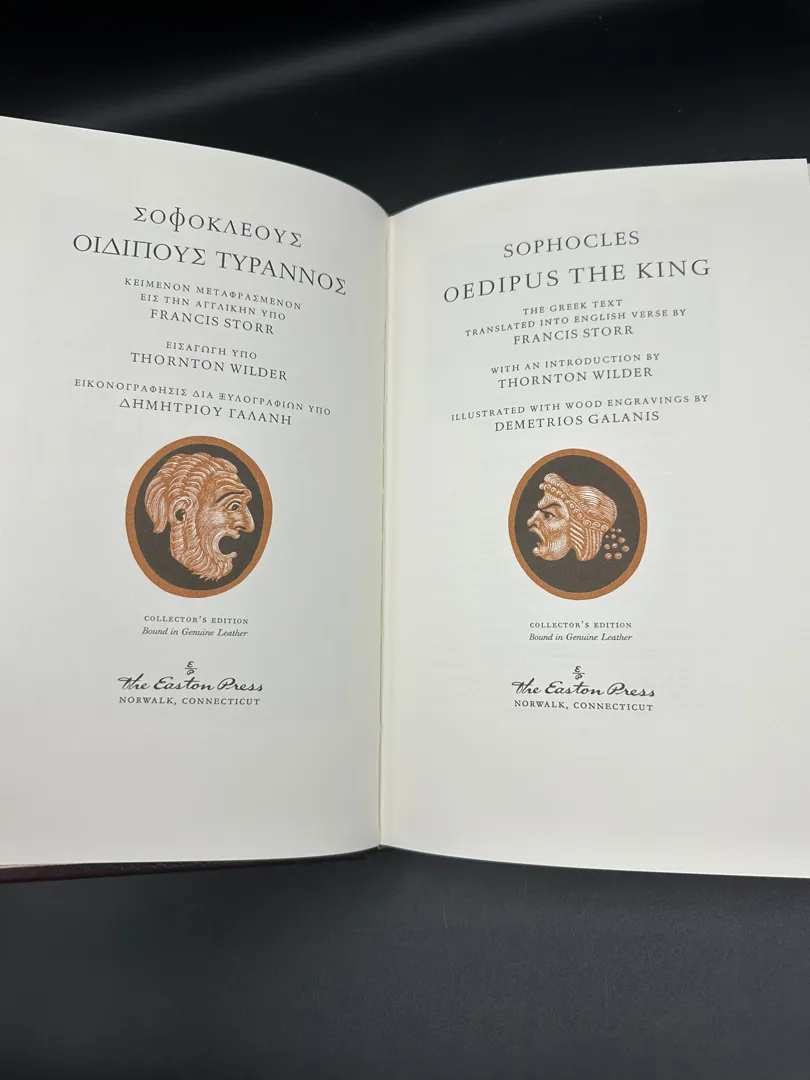 ΣΟΦΟΚΛΕΟΥΣ
ΟΙΔΙΠΟΥΣ ΤΥΡΑΝΝΟΣ
ΚΕΙΜΕΝΟΝ ΜΕΤΑΦΡΑΣΜΕΝΟΝ
ΕΙΣ ΤΗΝ ΑΓΓΛΙΚΗΝ ΥΠΟ
FRANCIS STORR
ΕΙΣΑΓΩΓΗ ΥΠΟ
THORNTON WILDER
ΕΙΚΟΝΟΓΡΑΦΗΣΙΣ ΔΙΑ ΞΥΛΟΓΡΑΦΙΩΝ ΥΠΟ
ΔΗΜΗΤΡΙΟΥ ΓΑΛΑΝΗ
COLLECTOR'S EDITION
Bound in Genuine Leather
E/P
The Easton Press
NORWALK, CONNECTICUT
SOPHOCLES
OEDIPUS THE KING
THE GREEK TEXT
TRANSLATED INTO ENGLISH VERSE BY
FRANCIS STORR
WITH AN INTRODUCTION BY
THORNTON WILDER
ILLUSTRATED WITH WOOD ENGRAVINGS BY
DEMETRIOS GALANIS
COLLECTOR'S EDITION
Bound in Genuine Leather
E/P
The Easton Press
NORWALK, CONNECTICUT